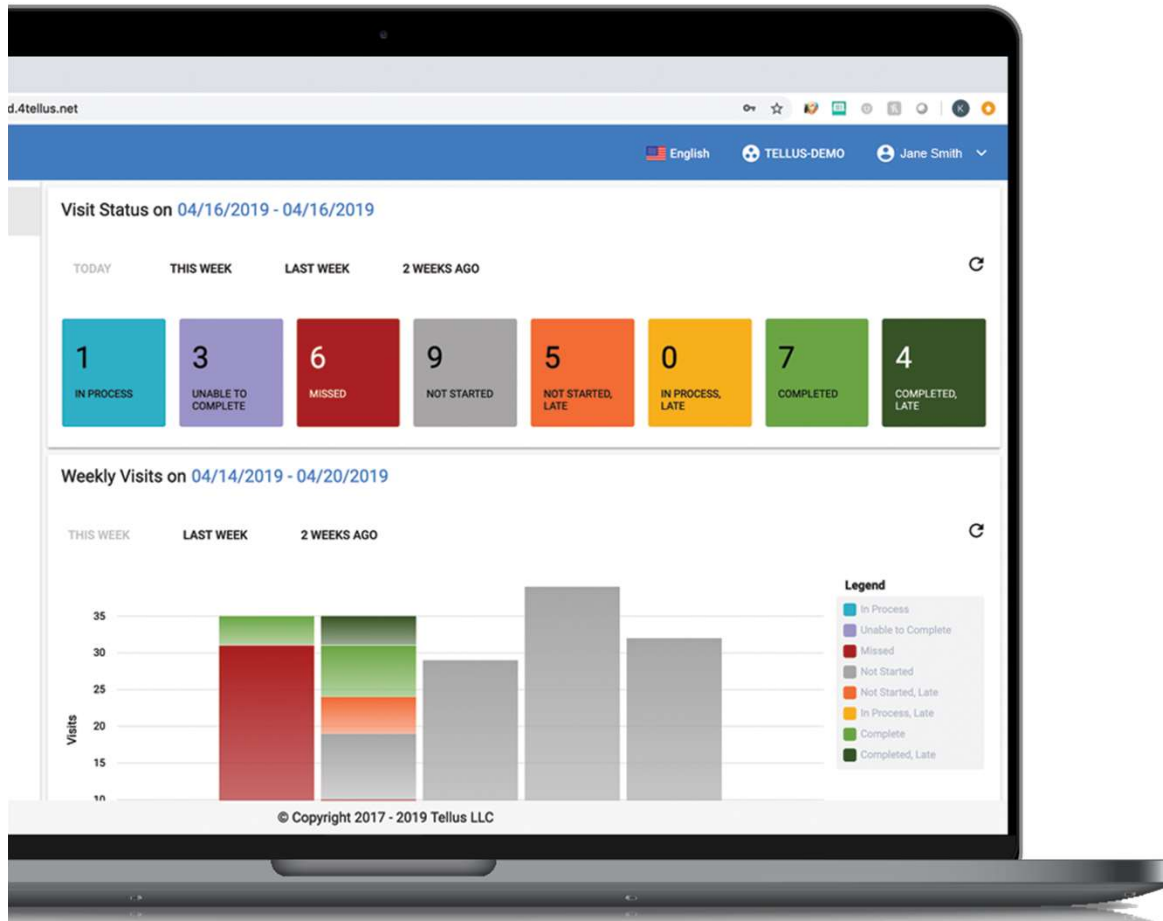 d.4tellus.net
English TELLUS-DEMO Jane Smith
Visit Status on 04/16/2019 - 04/16/2019
TODAY THIS WEEK LAST WEEK 2 WEEKS AGO
1
IN PROCESS
3
UNABLE TO
COMPLETE
6
MISSED
9
NOT STARTED
5
NOT STARTED,
LATE
0
IN PROCESS,
LATE
7
COMPLETED
4
COMPLETED,
LATE
Weekly Visits on 04/14/2019 - 04/20/2019
THIS WEEK LAST WEEK 2 WEEKS AGO
Visits
35
30
25
20
15
10
Legend
In Process
Unable to Complete
Missed
Not Started
Not Started, Late
In Process, Late
Complete
Completed, Late
© Copyright 2017 - 2019 Tellus LLC